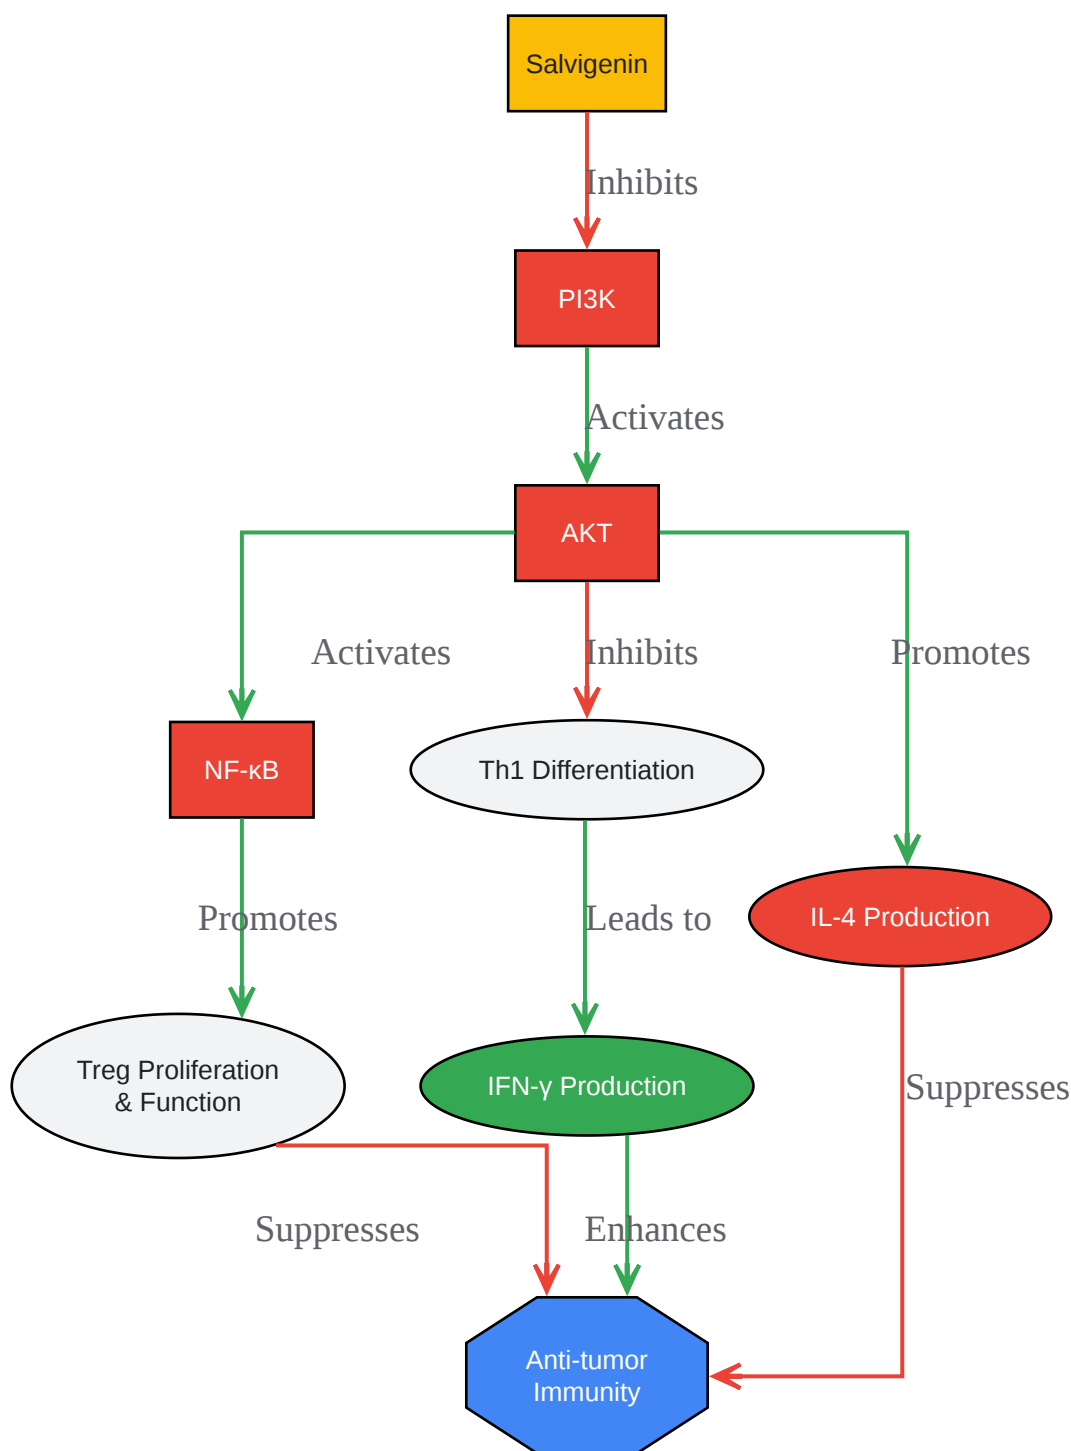 Salvigenin
Inhibits
PI3K
Activates
AKT
Activates
Inhibits
Promotes
NF-κB
Th1 Differentiation
Promotes
Leads to
IL-4 Production
Treg Proliferation
& Function
IFN-γ Production
Suppresses
Suppresses
Enhances
Anti-tumor
Immunity